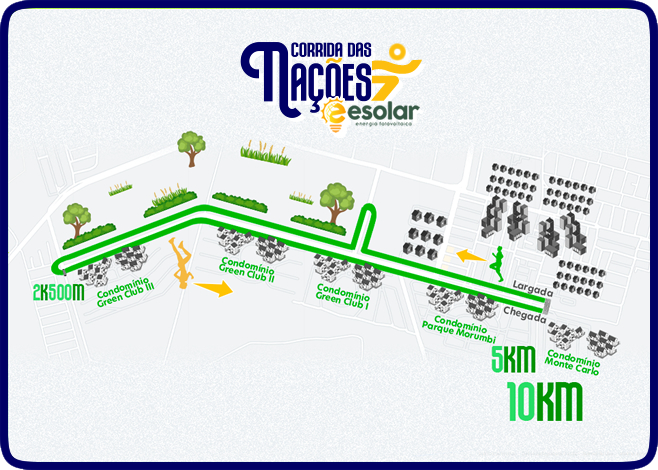 CORRIDA DAS
NAÇÕES
esolar
energia fotovoltaica
Largada
Chegada
2K500M
Condomínio
Green Club III
Condomínio
Green Club II
Condomínio
Green Club I
Condomínio
Parque Morumbi
Condomínio
Monte Carlo
5KM
10KM